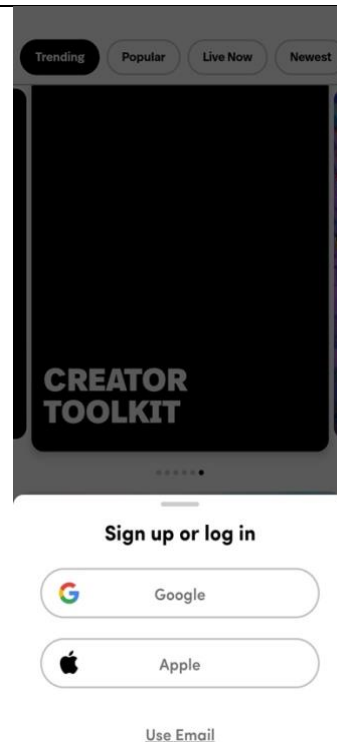 Trending Popular Live Now Newest
CREATOR
TOOLKIT
Sign up or log in
Google
Apple
Use Email